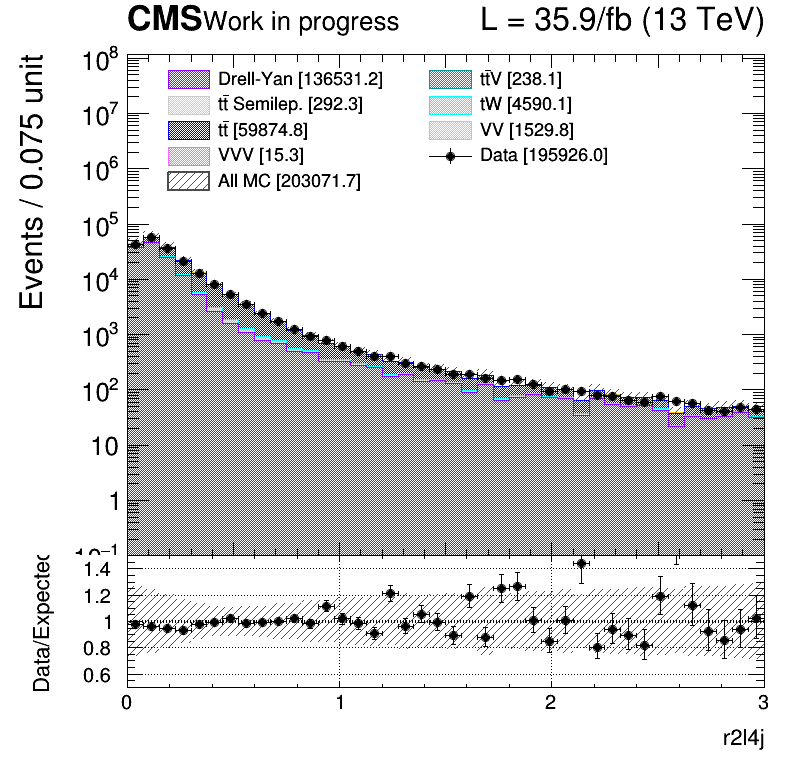 CMS Work in progress L = 35.9/fb (13 TeV)
Events / 0.075 unit
10⁸
10⁷
10⁶
10⁵
10⁴
10³
10²
10
1
10⁻¹
Drell-Yan [136531.2]
tt̄ Semilep. [292.3]
tt̄ [59874.8]
VVV [15.3]
All MC [203071.7]
tt̄V [238.1]
tW [4590.1]
VV [1529.8]
Data [195926.0]
Data/Expected
1.4
1.2
1
0.8
0.6
0 1 2 3
r2l4j